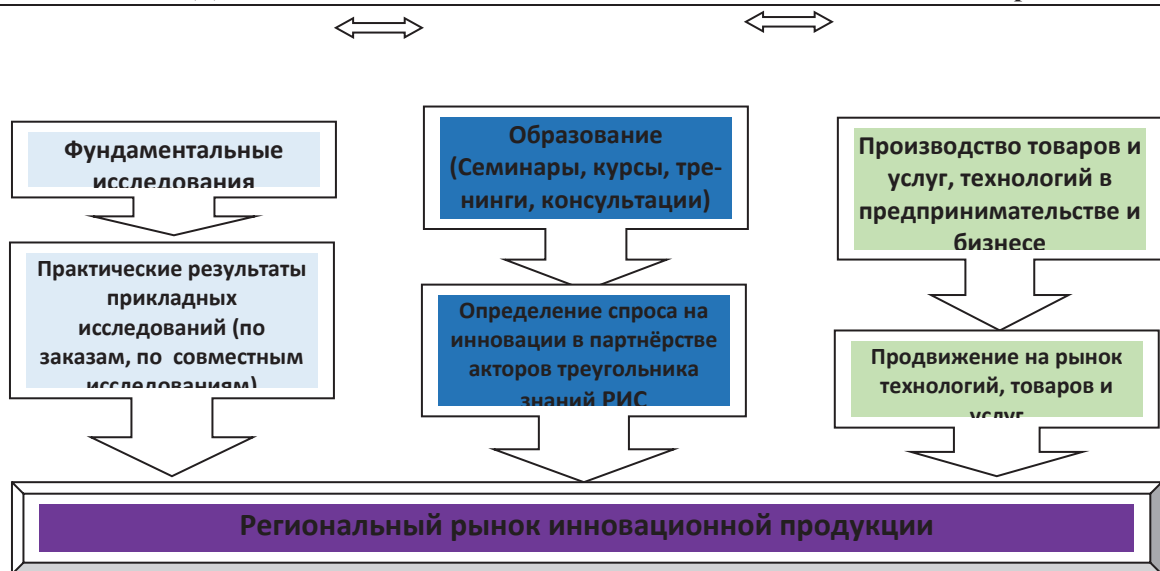 Фундаментальные
исследования
Образование
(Семинары, курсы, тре-
нинги, консультации)
Производство товаров и
услуг, технологий в
предпринимательстве и
бизнесе
Практические результаты
прикладных
исследований (по
заказам, по совместным
исследованиям)
Определение спроса на
инновации в партнёрстве
акторов треугольника
знаний РИС
Продвижение на рынок
технологий, товаров и
услуг
Региональный рынок инновационной продукции